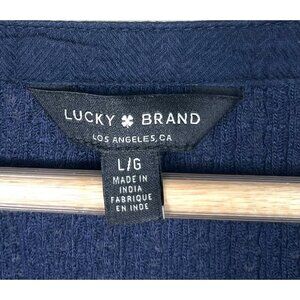 LUCKY BRAND
LOS ANGELES, CA
L/G
MADE IN
INDIA
FABRIQUE
EN INDE